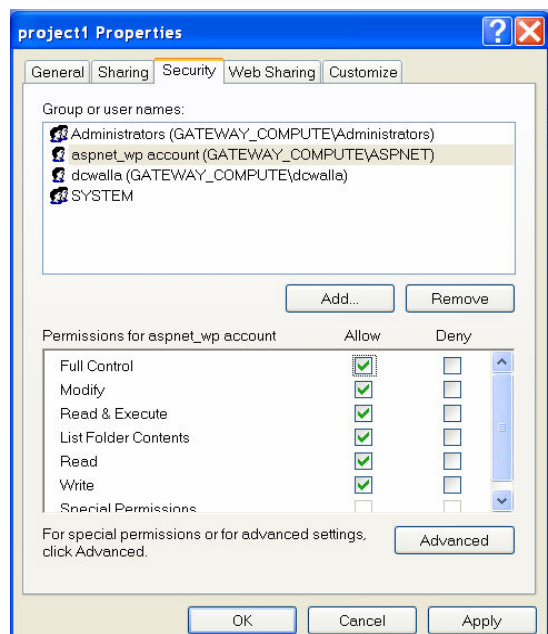 project1 Properties
General Sharing Security Web Sharing Customize
Group or user names:
Administrators (GATEWAY_COMPUTE\Administrators)
aspnet_wp account (GATEWAY_COMPUTE\ASPNET)
dcwalla (GATEWAY_COMPUTE\dcwalla)
SYSTEM
Add... Remove
Permissions for aspnet_wp account Allow Deny
Full Control
Modify
Read & Execute
List Folder Contents
Read
Write
Special Permissions
For special permissions or for advanced settings,
click Advanced.
Advanced
OK Cancel Apply